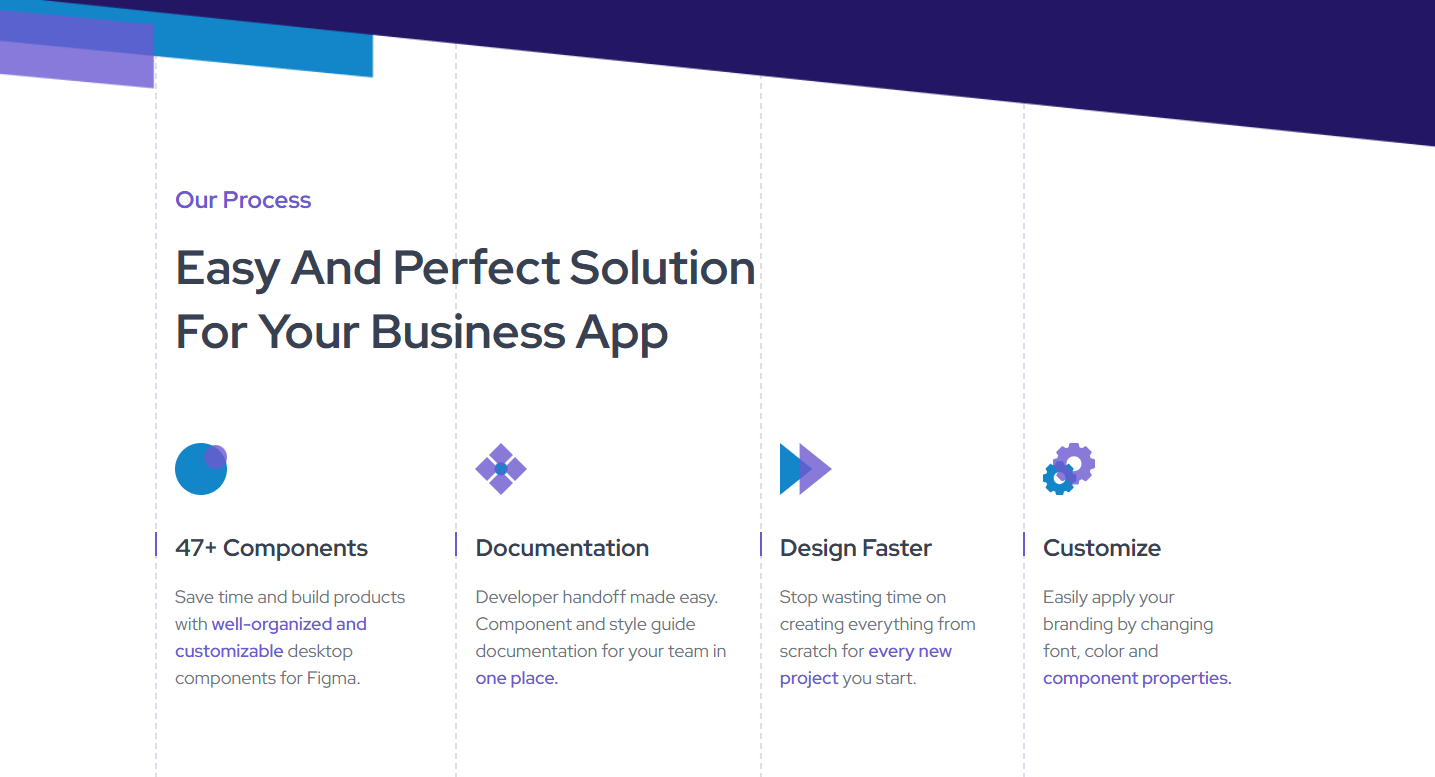 Our Process
Easy And Perfect Solution
For Your Business App
47+ Components
Save time and build products
with well-organized and
customizable desktop
components for Figma.
Documentation
Developer handoff made easy.
Component and style guide
documentation for your team in
one place.
Design Faster
Stop wasting time on
creating everything from
scratch for every new
project you start.
Customize
Easily apply your
branding by changing
font, color and
component properties.